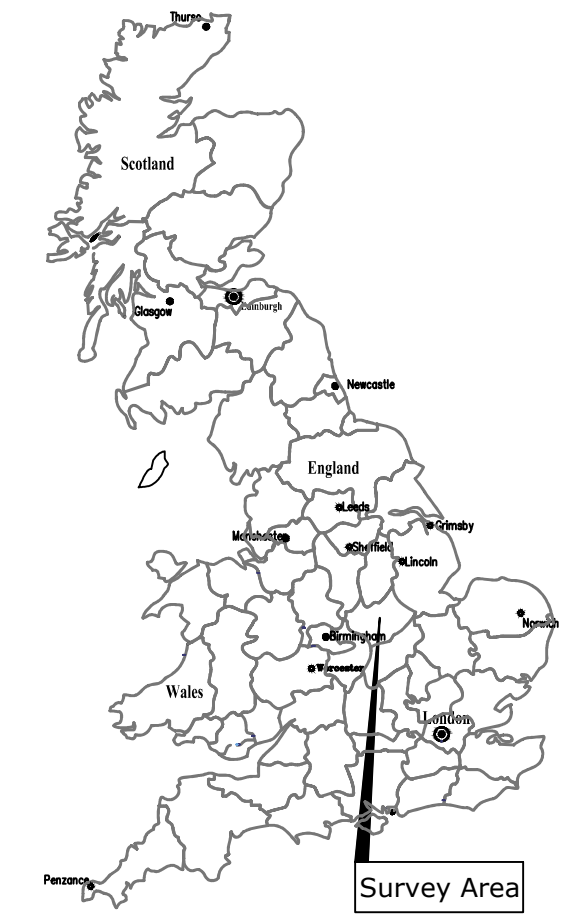 Thurso
Scotland
Edinburgh
Glasgow
Newcastle
England
Leeds
Grimsby
Manchester
Sheffield
Lincoln
Norwich
Birmingham
Worcester
Wales
London
Penzance
Survey Area